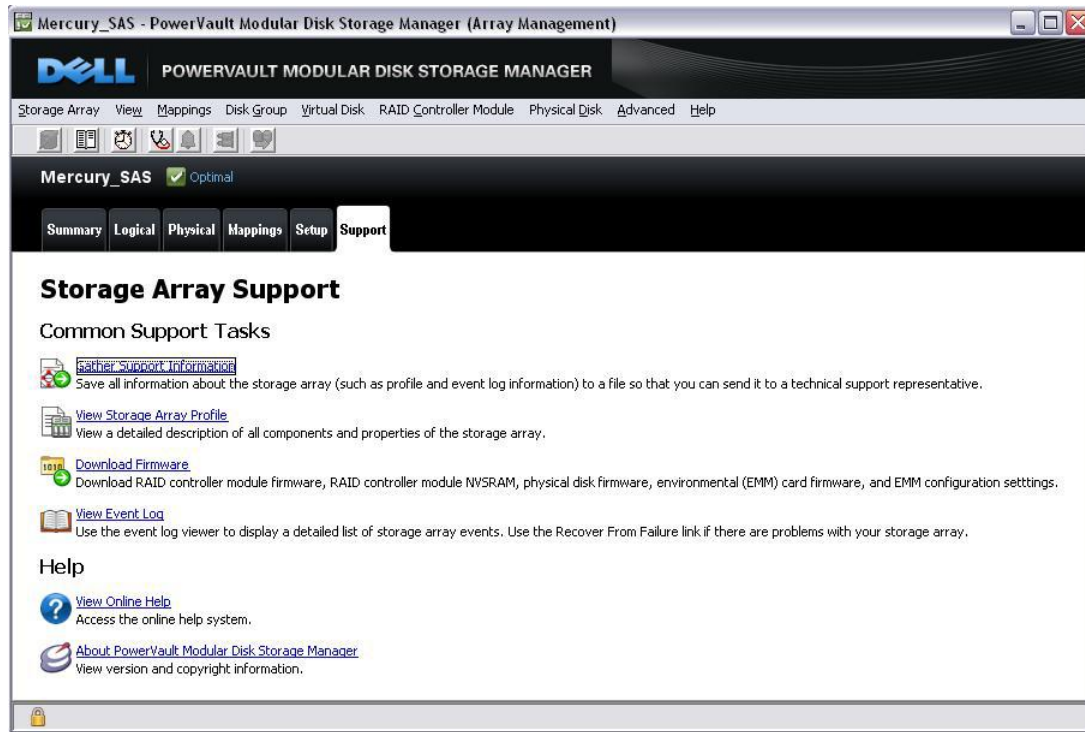 Mercury_SAS - PowerVault Modular Disk Storage Manager (Array Management)
DELL POWERVAULT MODULAR DISK STORAGE MANAGER
Storage Array View Mappings Disk Group Virtual Disk RAID Controller Module Physical Disk Advanced Help
Mercury_SAS Optimal
Summary Logical Physical Mappings Setup Support
Storage Array Support
Common Support Tasks
Gather Support Information
Save all information about the storage array (such as profile and event log information) to a file so that you can send it to a technical support representative.
View Storage Array Profile
View a detailed description of all components and properties of the storage array.
1010
Download Firmware
Download RAID controller module firmware, RAID controller module NVSRAM, physical disk firmware, environmental (EMM) card firmware, and EMM configuration setttings.
View Event Log
Use the event log viewer to display a detailed list of storage array events. Use the Recover From Failure link if there are problems with your storage array.
Help
View Online Help
Access the online help system.
About PowerVault Modular Disk Storage Manager
View version and copyright information.